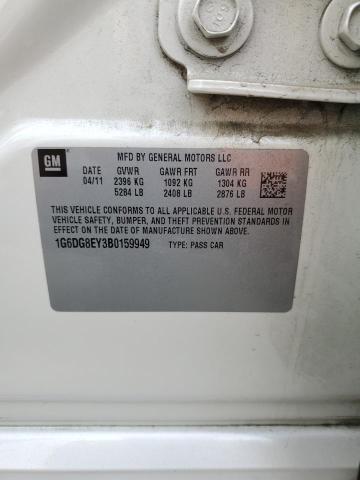 GM
MFD BY GENERAL MOTORS LLC
DATE GVWR GAWR FRT GAWR RR
04/11 2396 KG 1092 KG 1304 KG
5284 LB 2408 LB 2876 LB
THIS VEHICLE CONFORMS TO ALL APPLICABLE U.S. FEDERAL MOTOR
VEHICLE SAFETY, BUMPER, AND THEFT PREVENTION STANDARDS IN
EFFECT ON THE DATE OF MANUFACTURE SHOWN ABOVE.
1G6DG8EY3B0159949 TYPE: PASS CAR